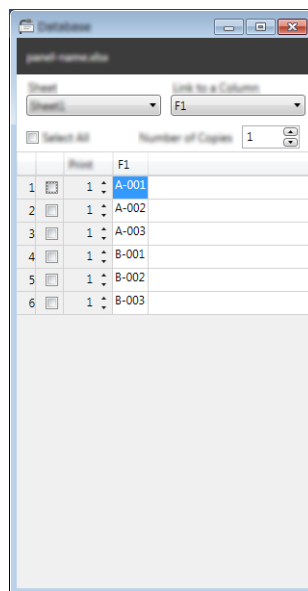 Database
panel-name.xlsx
Sheet Link to a Column
Sheet1 F1
Select All Number of Copies 1
Print F1
1 1 A-001
2 1 A-002
3 1 A-003
4 1 B-001
5 1 B-002
6 1 B-003